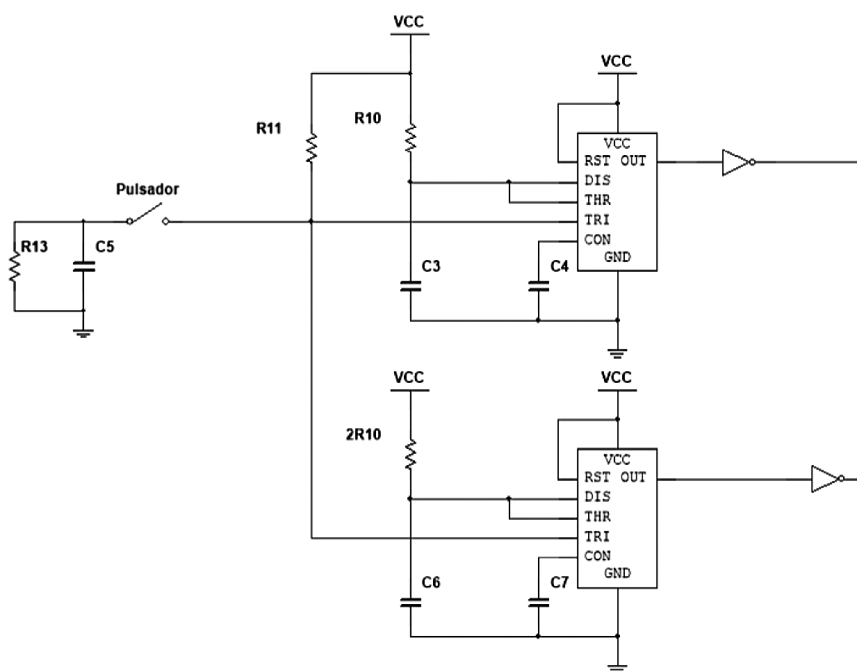 VCC
VCC
R11
R10
VCC
RST OUT
DIS
THR
TRI
CON
GND
Pulsador
R13
C5
C3
C4
VCC
VCC
2R10
VCC
RST OUT
DIS
THR
TRI
CON
GND
C6
C7